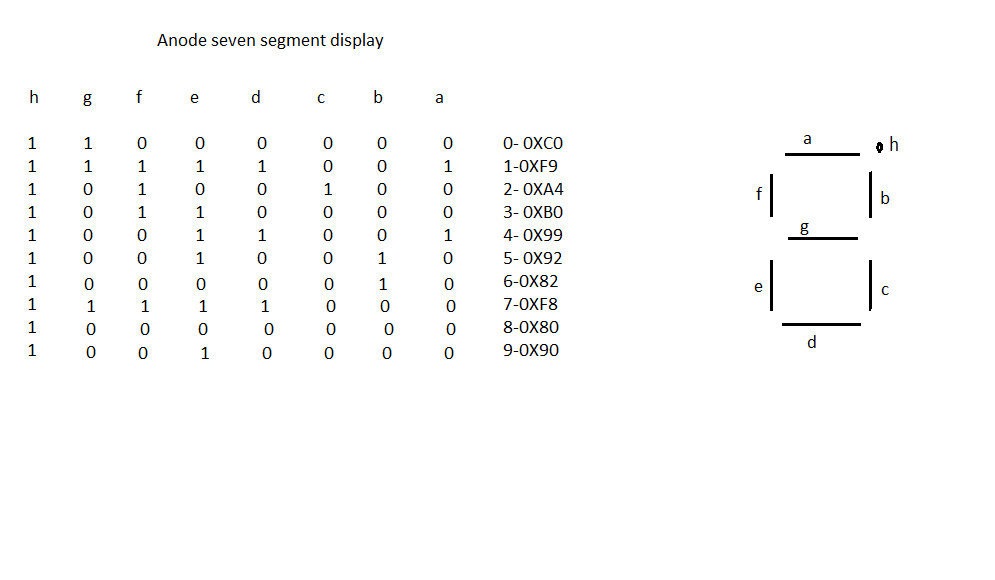 Anode seven segment display
h g f e d c b a
1 1 0 0 0 0 0 0 0- 0XC0
1 1 1 1 1 0 0 1 1-0XF9
1 0 1 0 0 1 0 0 2- 0XA4
1 0 1 1 0 0 0 0 3- 0XB0
1 0 0 1 1 0 0 1 4- 0X99
1 0 0 1 0 0 1 0 5- 0X92
1 0 0 0 0 0 1 0 6-0X82
1 1 1 1 1 0 0 0 7-0XF8
1 0 0 0 0 0 0 0 8-0X80
1 0 0 1 0 0 0 0 9-0X90
a
h
f
b
g
e
c
d